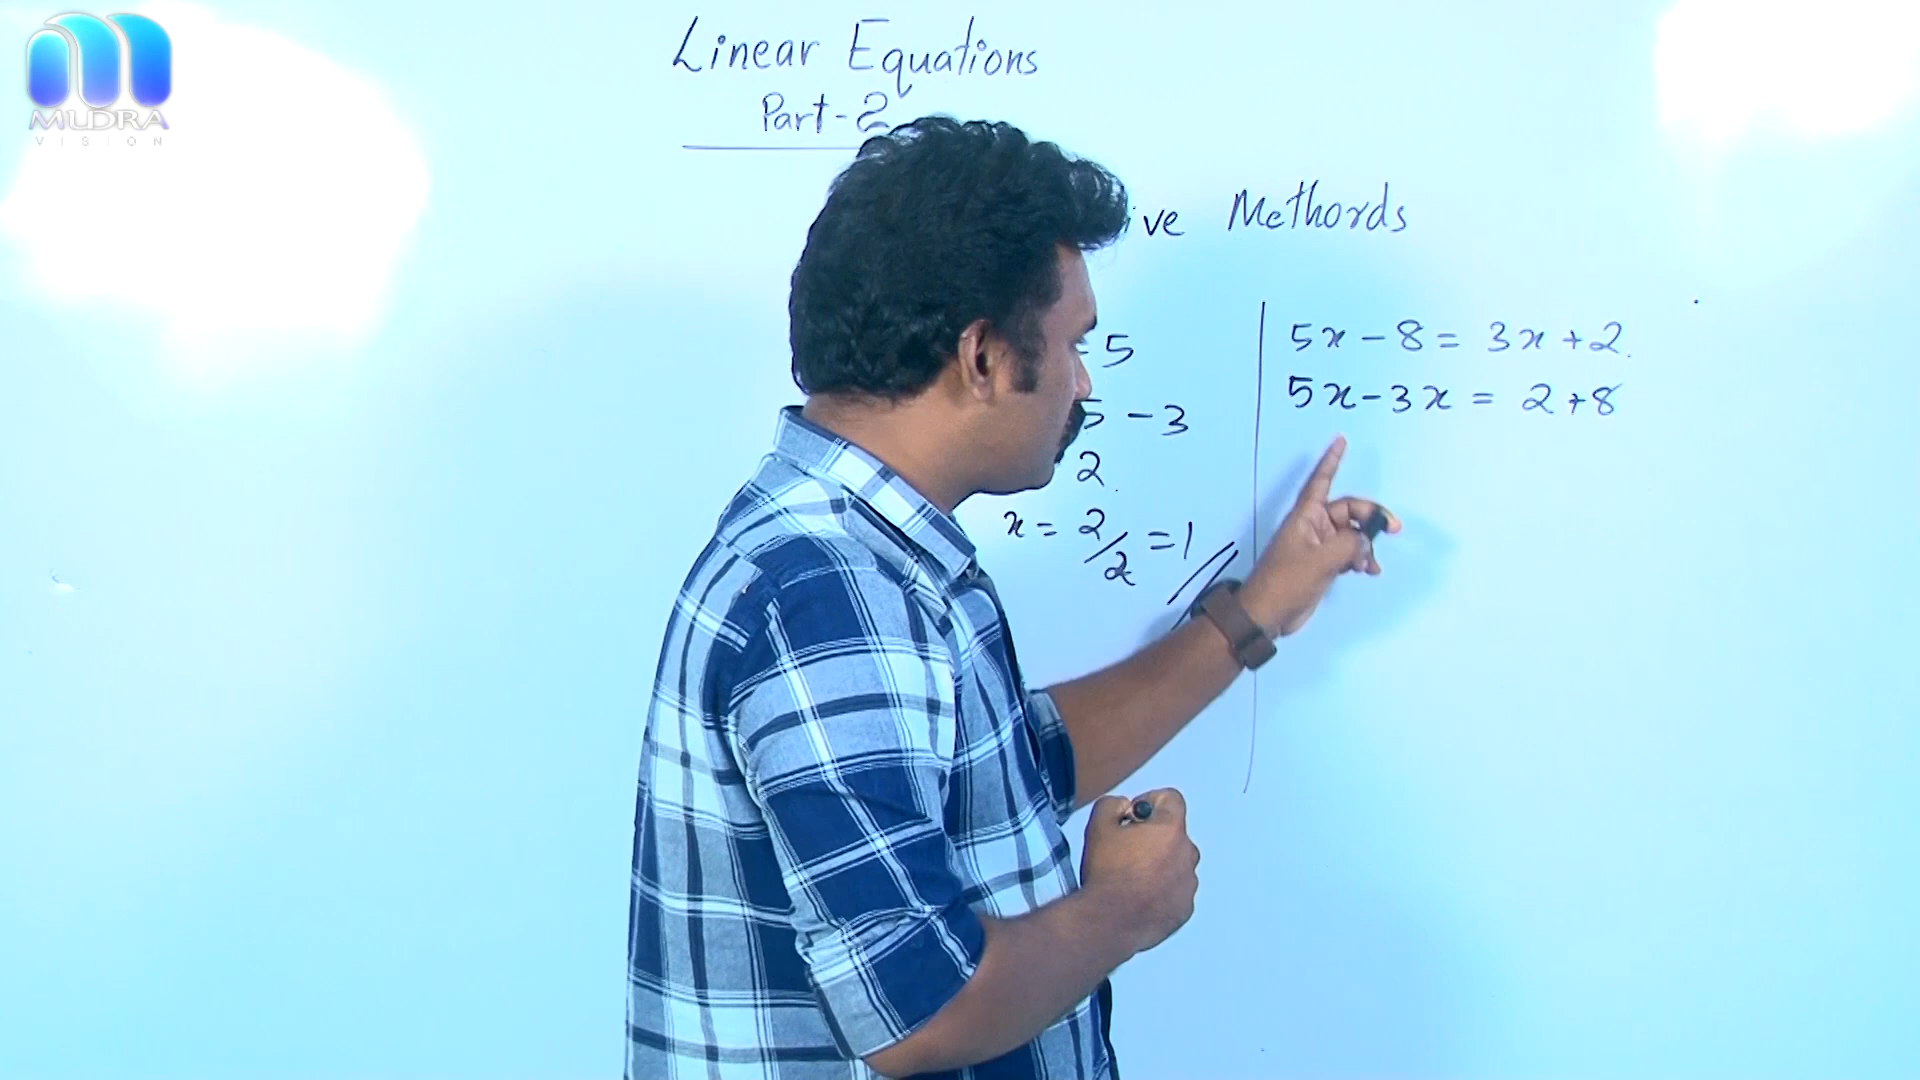 MUDRA
VISION
Linear Equations
Part-2
ive Methords
5
5 - 3
2
x = 2/2 = 1
5x - 8 = 3x + 2
5x - 3x = 2 + 8